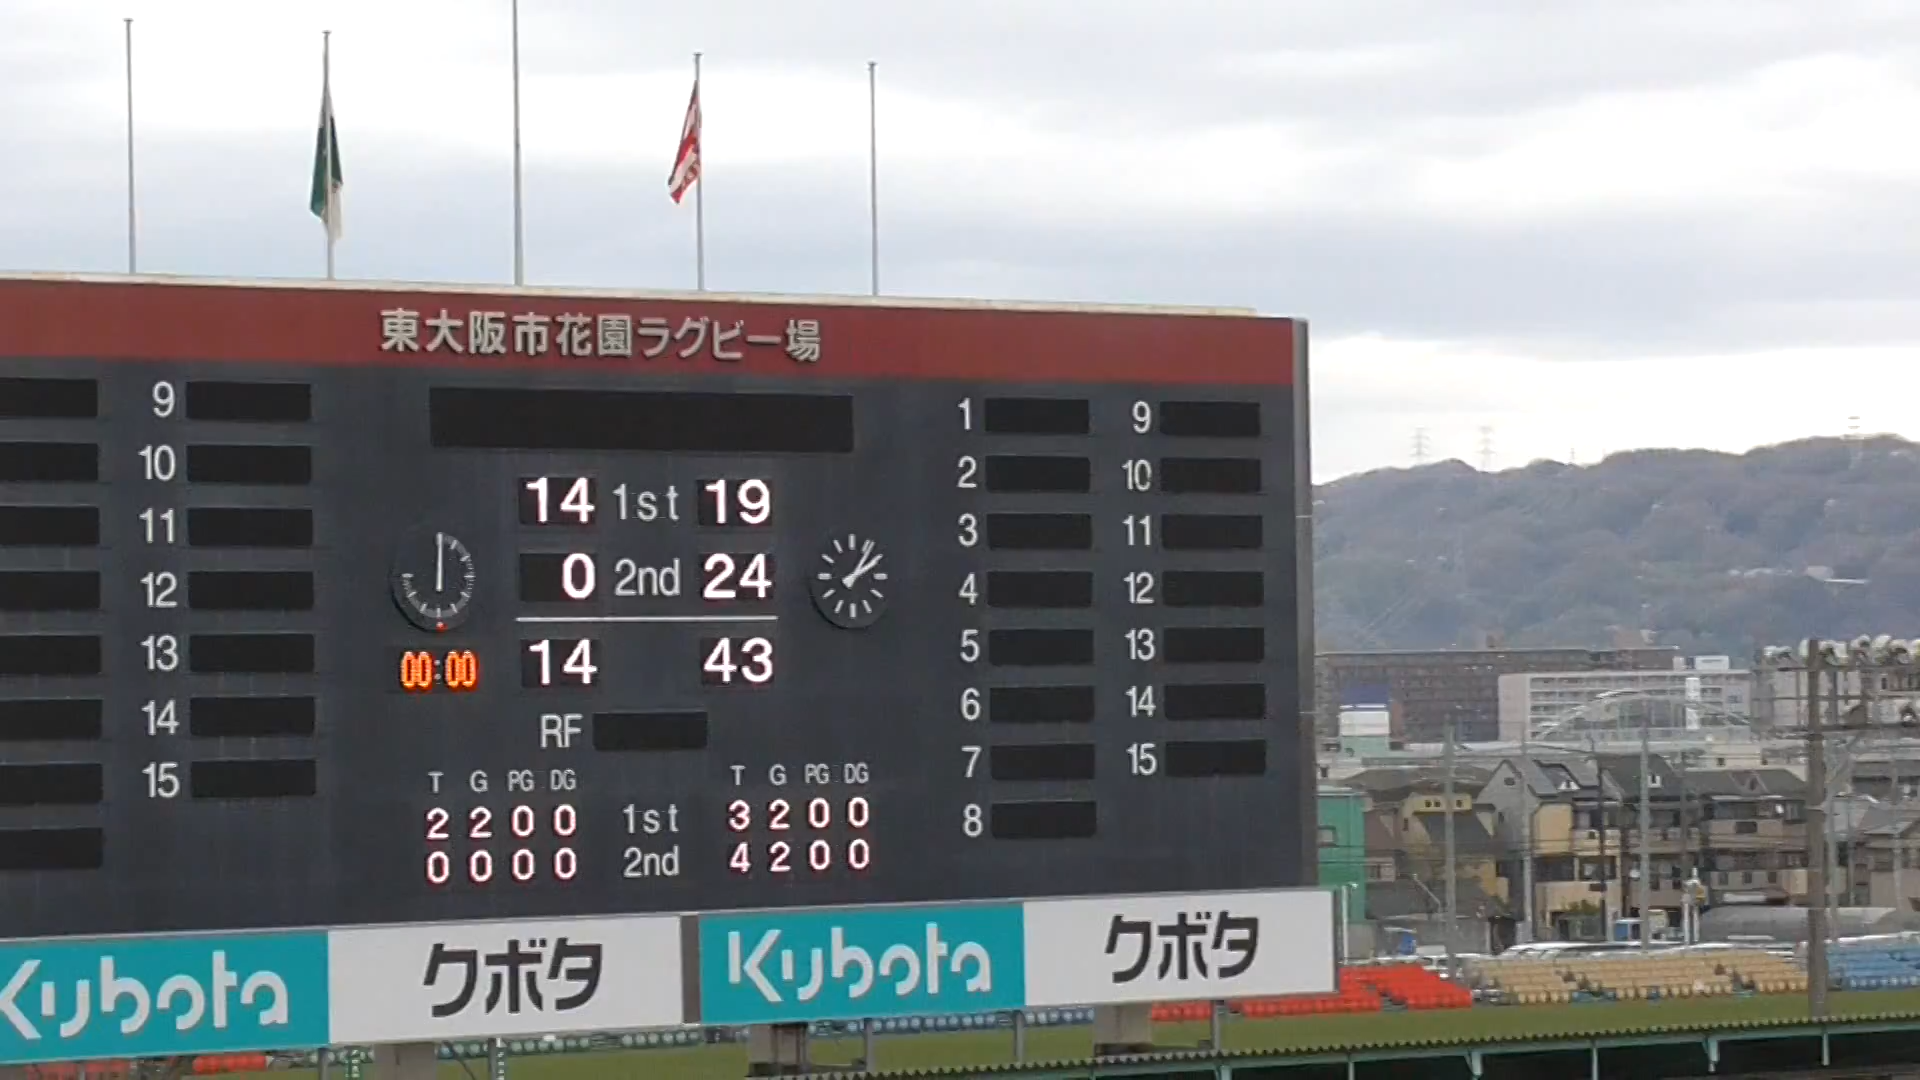 東大阪市花園ラグビー場
9
10
11
12
13
14
15
14 1st 19
0 2nd 24
14 43
00:00
RF
T G PG DG T G PG DG
2 2 0 0 1st 3 2 0 0
0 0 0 0 2nd 4 2 0 0
1 9
2 10
3 11
4 12
5 13
6 14
7 15
8
Kubota クボタ Kubota クボタ